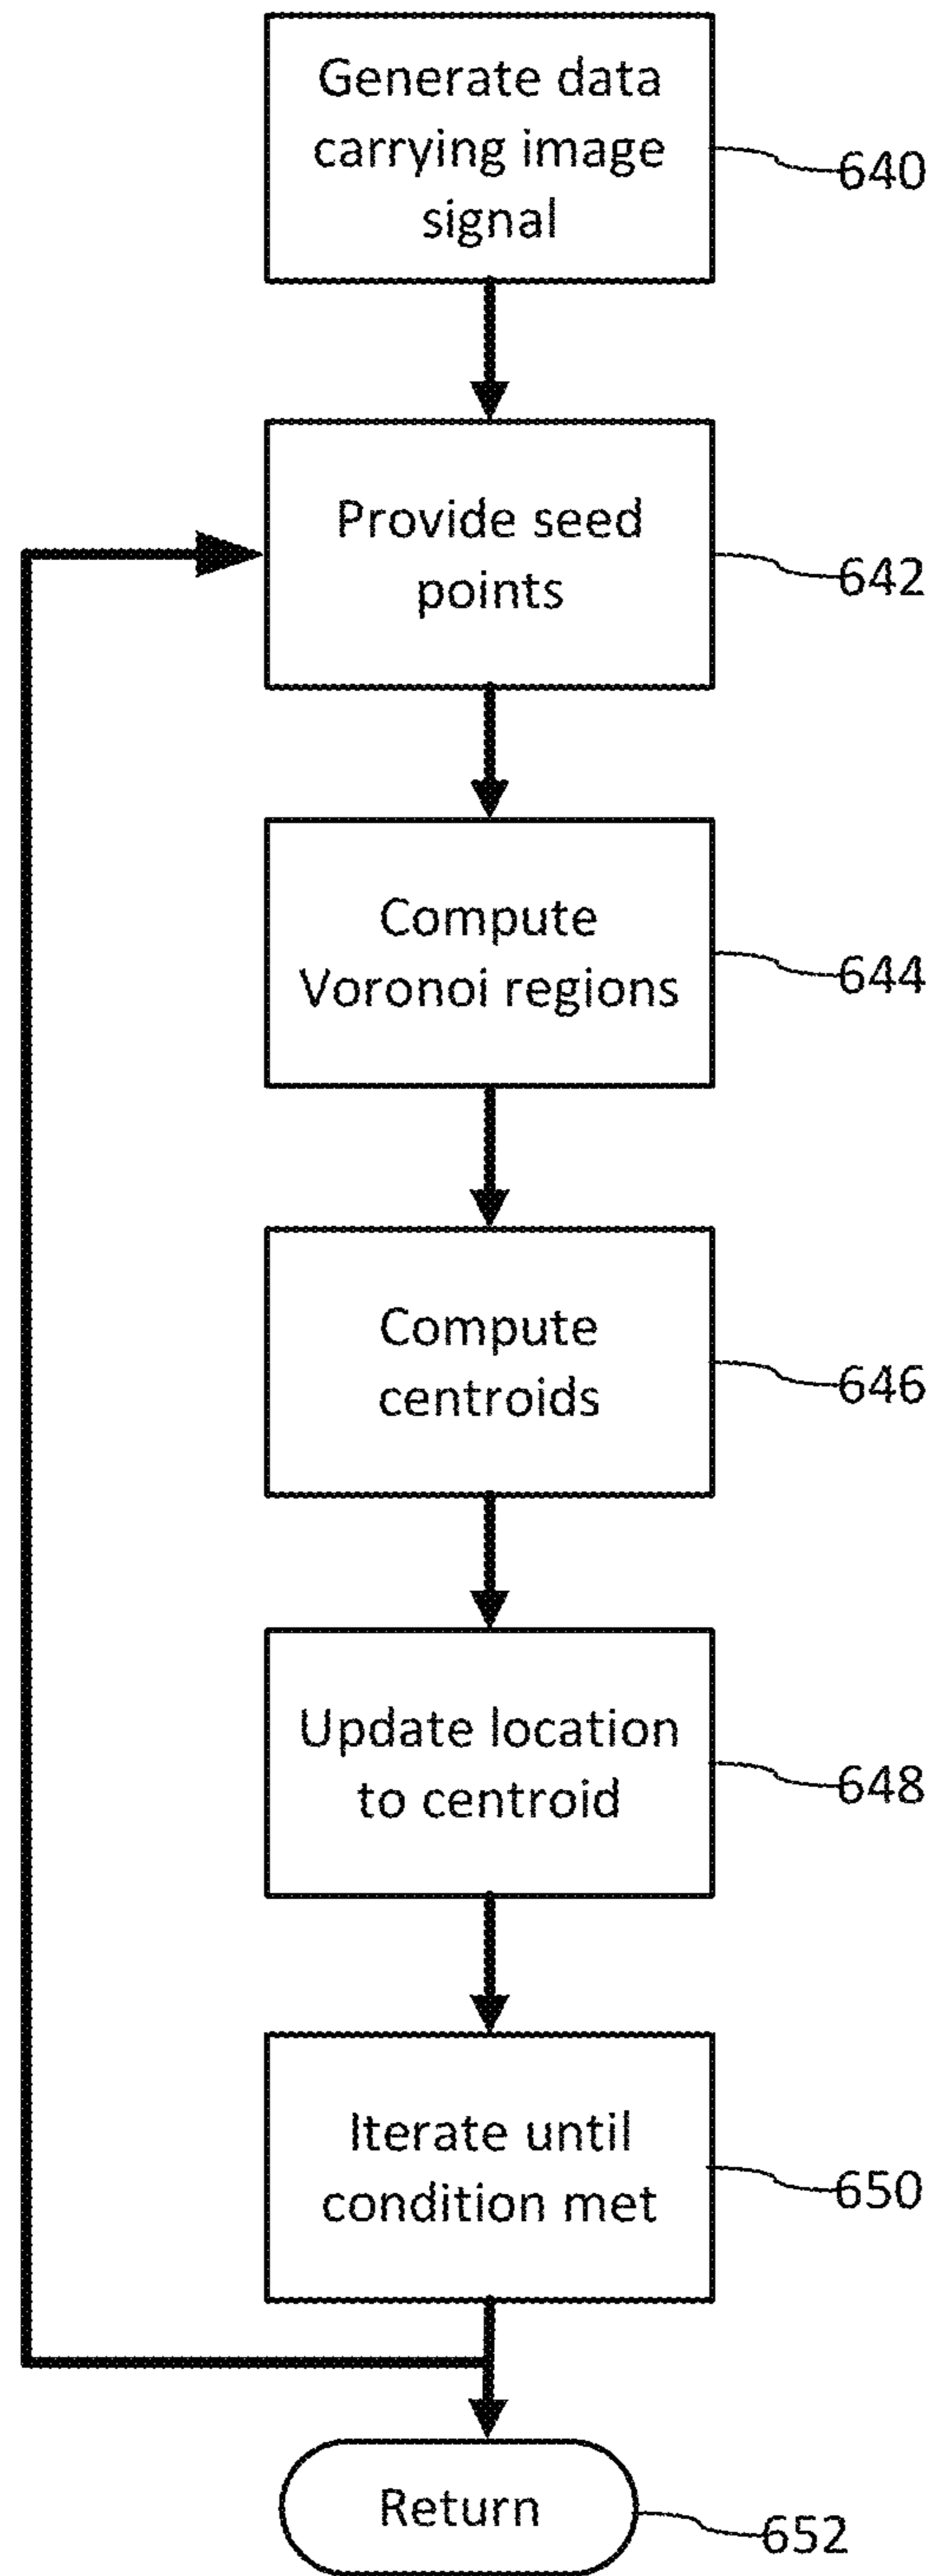 Generate data
carrying image
signal
640
Provide seed
points
642
Compute
Voronoi regions
644
Compute
centroids
646
Update location
to centroid
648
Iterate until
condition met
650
Return
652